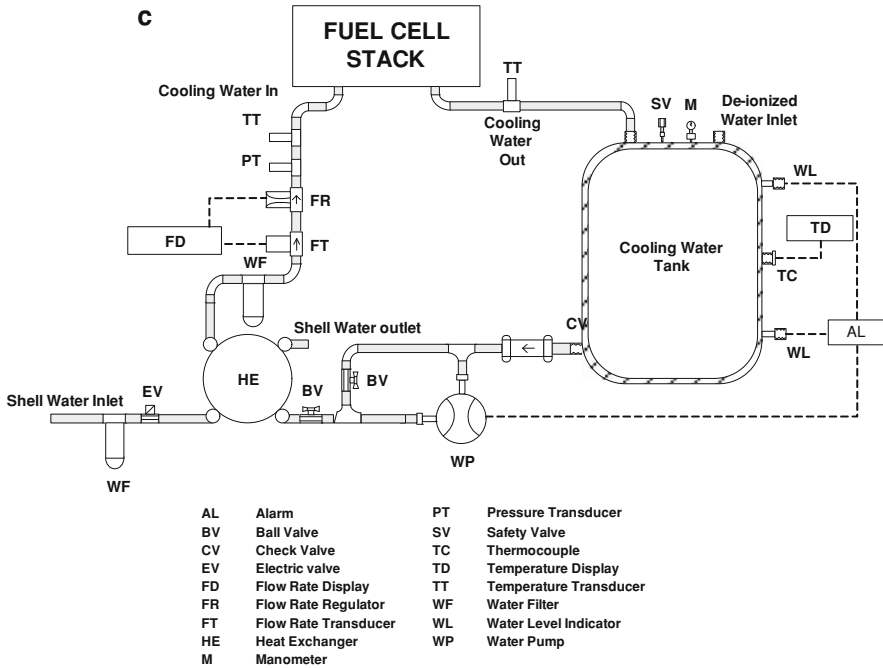 c
FUEL CELL
STACK
Cooling Water In
TT
SV
M
De-ionized
Water Inlet
TT
Cooling
Water
Out
PT
WL
FR
FD
TD
FT
Cooling Water
Tank
WF
TC
Shell Water outlet
CV
AL
WL
HE
BV
BV
EV
Shell Water Inlet
WP
WF
AL Alarm
BV Ball Valve
CV Check Valve
EV Electric valve
FD Flow Rate Display
FR Flow Rate Regulator
FT Flow Rate Transducer
HE Heat Exchanger
M Manometer
PT Pressure Transducer
SV Safety Valve
TC Thermocouple
TD Temperature Display
TT Temperature Transducer
WF Water Filter
WL Water Level Indicator
WP Water Pump